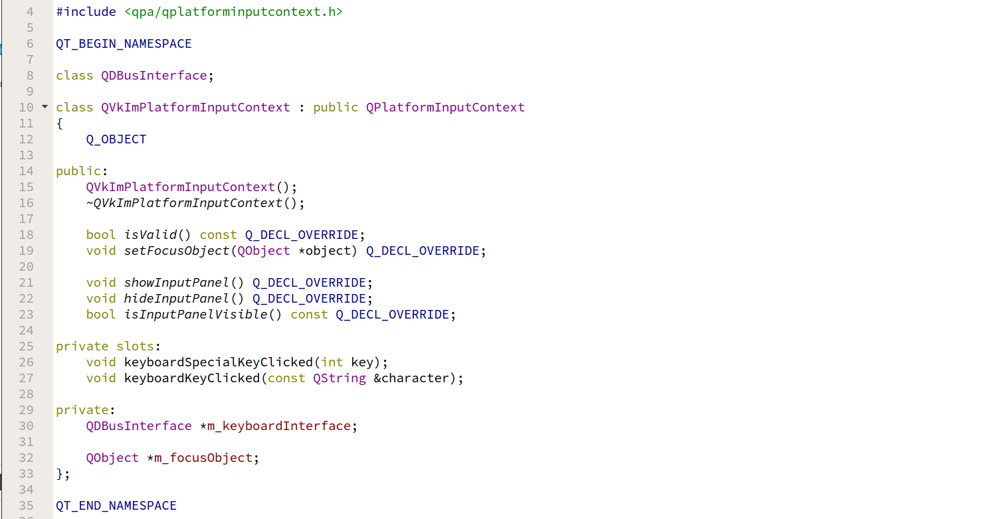 4 #include <qpa/qplatforminputcontext.h>
5
6 QT_BEGIN_NAMESPACE
7
8 class QDBusInterface;
9
10 class QVkImPlatformInputContext : public QPlatformInputContext
11 {
12     Q_OBJECT
13
14 public:
15     QVkImPlatformInputContext();
16     ~QVkImPlatformInputContext();
17
18     bool isValid() const Q_DECL_OVERRIDE;
19     void setFocusObject(QObject *object) Q_DECL_OVERRIDE;
20
21     void showInputPanel() Q_DECL_OVERRIDE;
22     void hideInputPanel() Q_DECL_OVERRIDE;
23     bool isInputPanelVisible() const Q_DECL_OVERRIDE;
24
25 private slots:
26     void keyboardSpecialKeyClicked(int key);
27     void keyboardKeyClicked(const QString &character);
28
29 private:
30     QDBusInterface *m_keyboardInterface;
31
32     QObject *m_focusObject;
33 };
34
35 QT_END_NAMESPACE